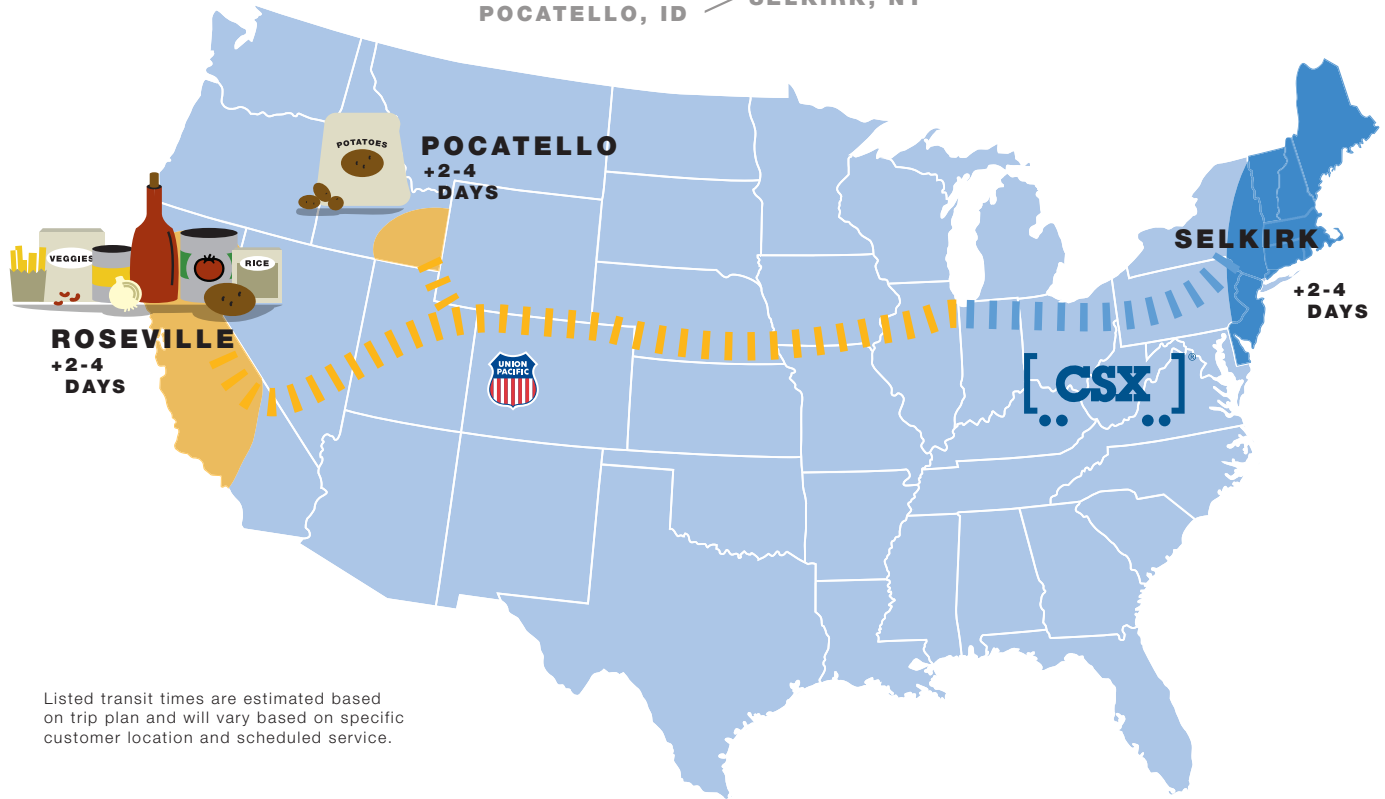 POCATELLO, ID
SELKIRK, NY
POTATOES
POCATELLO
+2-4
DAYS
VEGGIES
RICE
SELKIRK
+2-4
DAYS
ROSEVILLE
+2-4
DAYS
UNION
PACIFIC
[CSX]®
Listed transit times are estimated based
on trip plan and will vary based on specific
customer location and scheduled service.